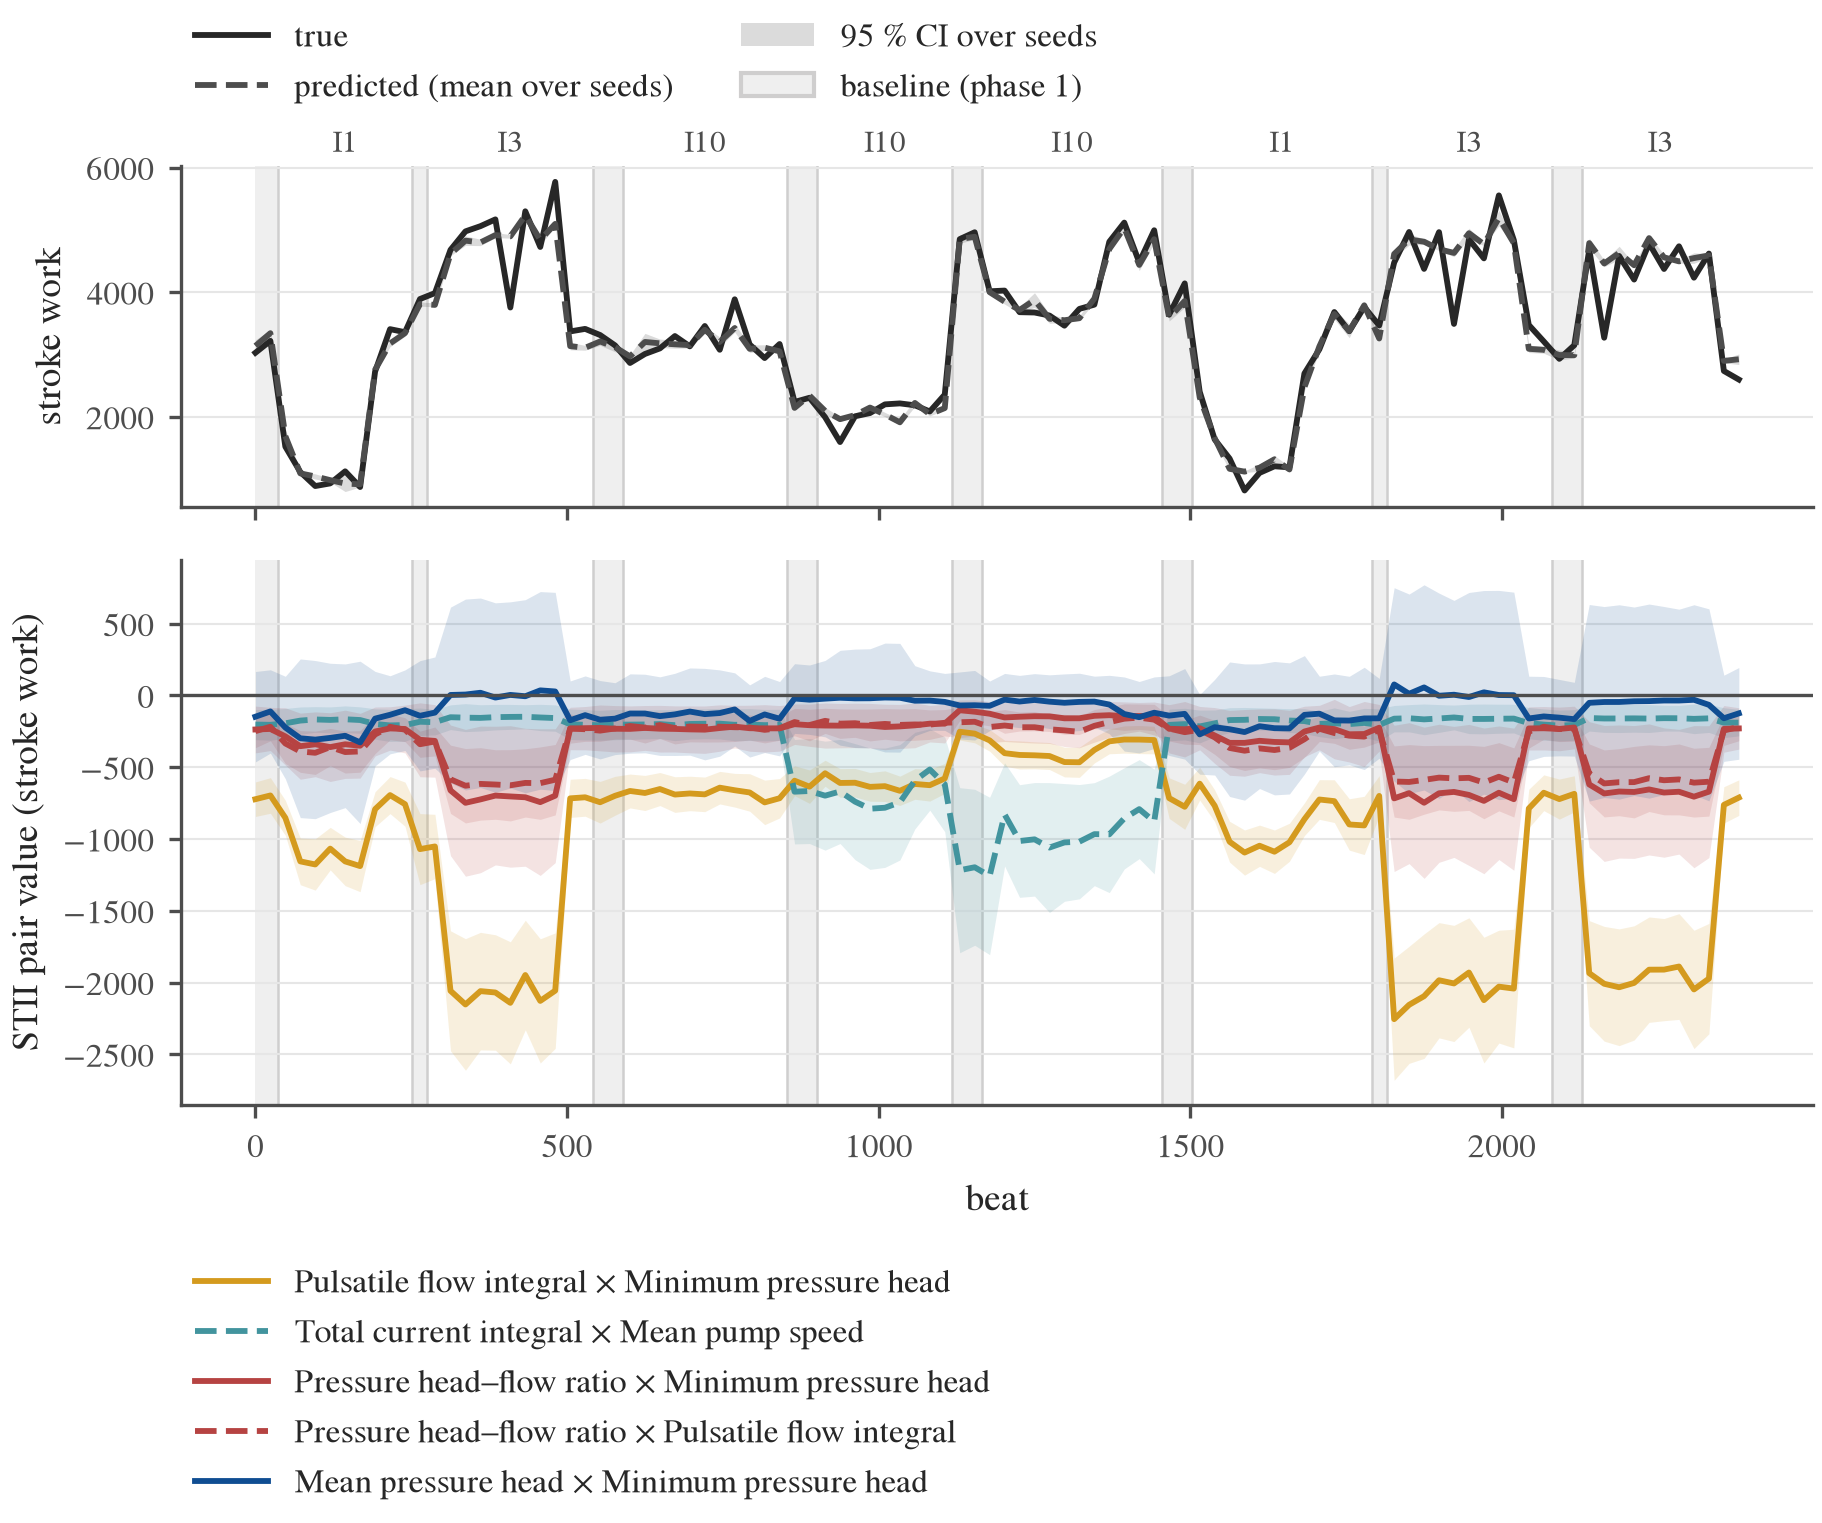 true
95 % CI over seeds
predicted (mean over seeds)
baseline (phase 1)
I1 I3 I10 I10 I10 I1 I3 I3
6000
4000
2000
stroke work
500
0
−500
−1000
−1500
−2000
−2500
STII pair value (stroke work)
0 500 1000 1500 2000
beat
Pulsatile flow integral × Minimum pressure head
Total current integral × Mean pump speed
Pressure head–flow ratio × Minimum pressure head
Pressure head–flow ratio × Pulsatile flow integral
Mean pressure head × Minimum pressure head